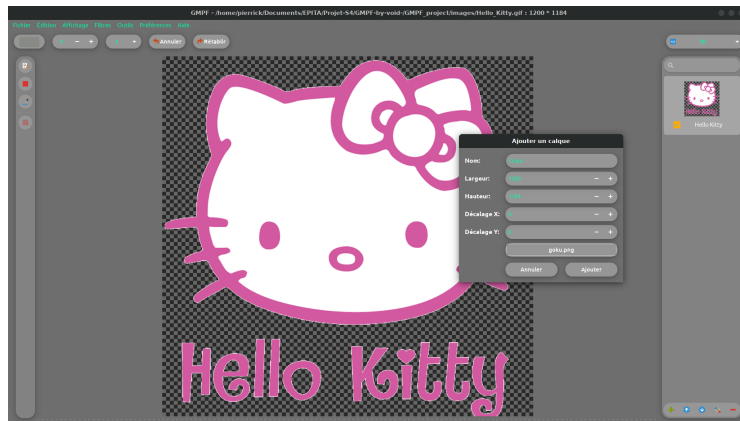 GMPF - /home/pierrick/Documents/EPITA/Projet-S4/GMPF-by-void-/GMPF_project/images/Hello_Kitty.gif : 1200 * 1184
Fichier Édition Affichage Filtres Outils Préférences Aide
Annuler Rétablir
Hello Kitty
Ajouter un calque
Nom:
Largeur:
Hauteur:
Décalage X:
Décalage Y:
goku.png
Annuler Ajouter
Hello Kitty